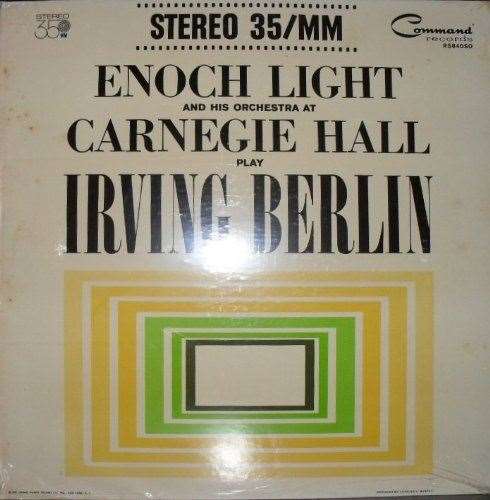 STEREO
35
MM
STEREO 35/MM
Command
records
RS840SD
ENOCH LIGHT
AND HIS ORCHESTRA AT
CARNEGIE HALL
PLAY
IRVING BERLIN